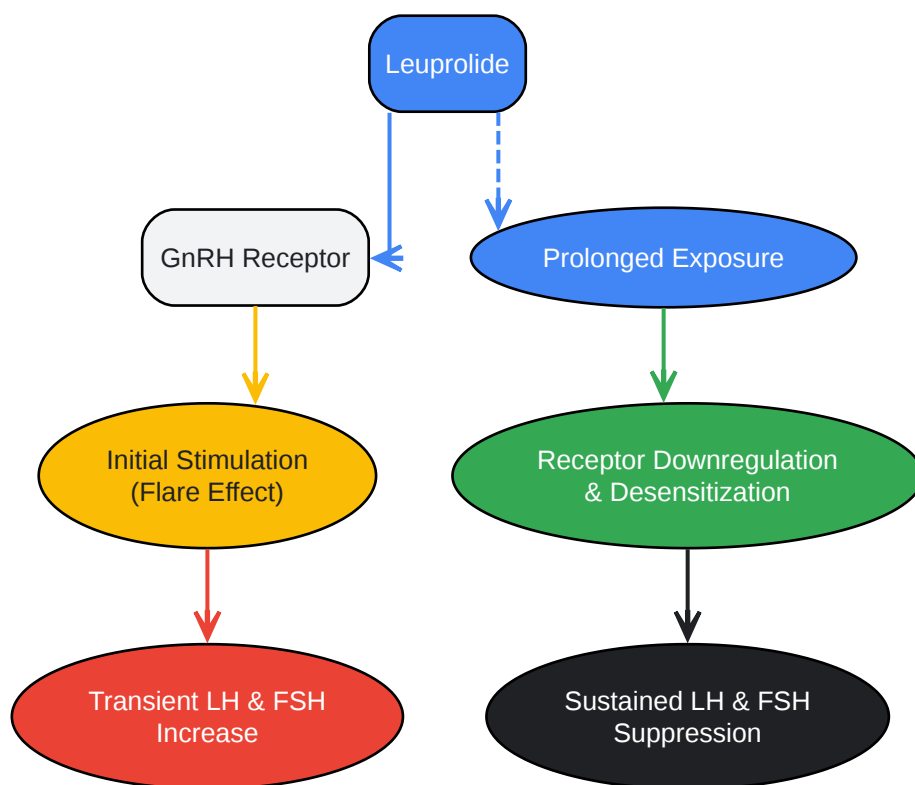 Leuprolide
GnRH Receptor
Prolonged Exposure
Initial Stimulation
(Flare Effect)
Receptor Downregulation
& Desensitization
Transient LH & FSH
Increase
Sustained LH & FSH
Suppression